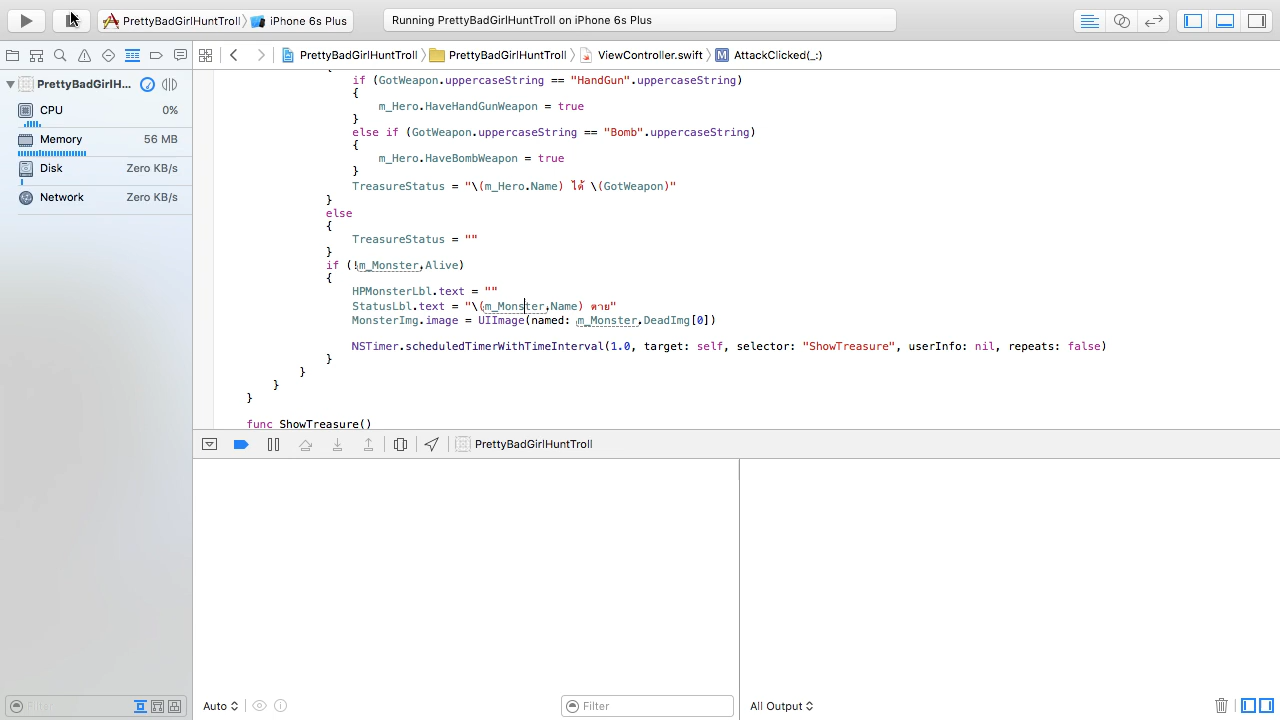 PrettyBadGirlHuntTroll iPhone 6s Plus Running PrettyBadGirlHuntTroll on iPhone 6s Plus
PrettyBadGirlHuntTroll PrettyBadGirlHuntTroll ViewController.swift AttackClicked(_:)
PrettyBadGirlH...
CPU 0%
Memory 56 MB
Disk Zero KB/s
Network Zero KB/s
Filter
{
if (GotWeapon.uppercaseString == "HandGun".uppercaseString)
{
m_Hero.HaveHandGunWeapon = true
}
else if (GotWeapon.uppercaseString == "Bomb".uppercaseString)
{
m_Hero.HaveBombWeapon = true
}
TreasureStatus = "\(m_Hero.Name) ได้ \(GotWeapon)"
}
else
{
TreasureStatus = ""
}
if (!m_Monster.Alive)
{
HPMonsterLbl.text = ""
StatusLbl.text = "\(m_Monster.Name) ตาย"
MonsterImg.image = UIImage(named: m_Monster.DeadImg[0])
NSTimer.scheduledTimerWithTimeInterval(1.0, target: self, selector: "ShowTreasure", userInfo: nil, repeats: false)
}
}
}
}
func ShowTreasure()
PrettyBadGirlHuntTroll
Auto Filter All Output